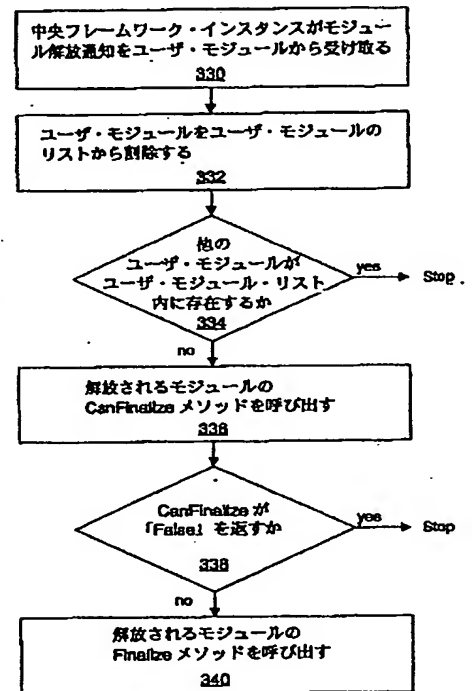 中央フレームワーク・インスタンスがモジュー
ル解放通知をユーザ・モジュールから受け取る
330
ユーザ・モジュールをユーザ・モジュールの
リストから削除する
332
他の
ユーザ・モジュールが
ユーザ・モジュール・リスト
内に存在するか
334
yes
Stop
no
解放されるモジュールの
CanFinalize メソッドを呼び出す
336
CanFinalize が
「False」を返すか
338
yes
Stop
no
解放されるモジュールの
Finalize メソッドを呼び出す
340